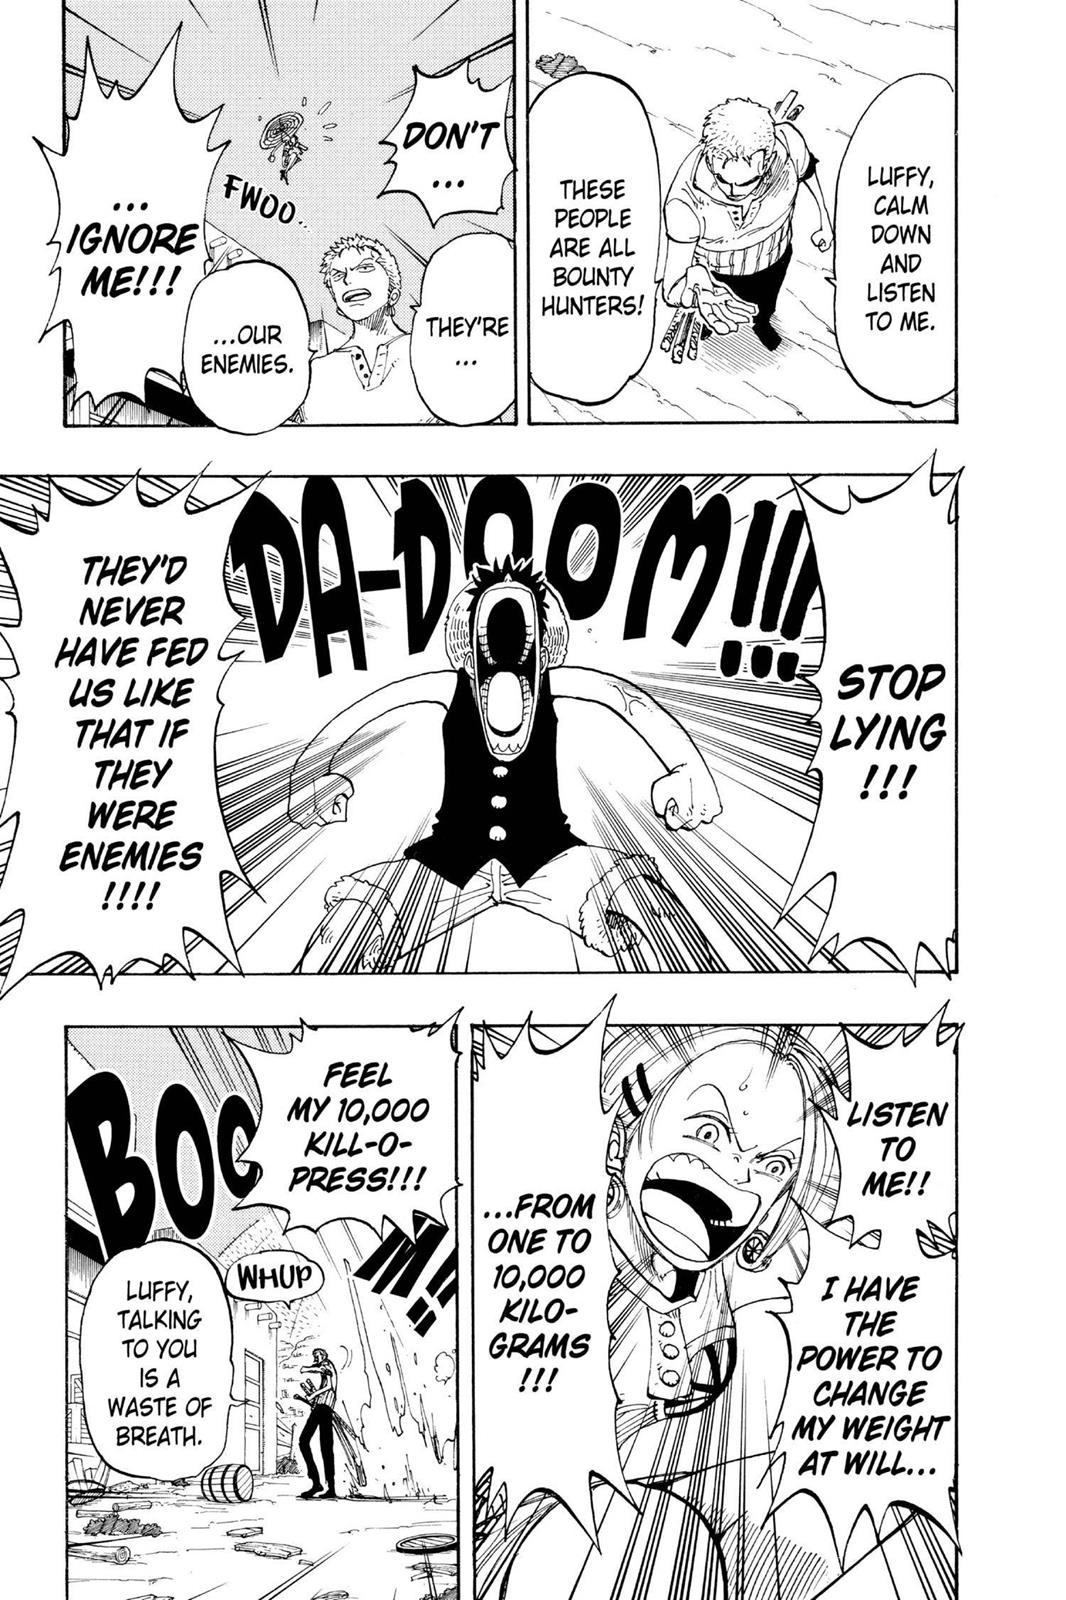 LUFFY,
CALM
DOWN
AND
LISTEN
TO ME.
THESE
PEOPLE
ARE ALL
BOUNTY
HUNTERS!
DON'T
...
THEY'RE
...
FWOO...
...OUR
ENEMIES.
...
IGNORE
ME!!!
STOP
LYING
!!!
DA-DOOM!!!
THEY'D
NEVER
HAVE FED
US LIKE
THAT IF
THEY
WERE
ENEMIES
!!!!
LISTEN
TO
ME!!
I HAVE
THE
POWER TO
CHANGE
MY WEIGHT
AT WILL...
...FROM
ONE TO
10,000
KILO-
GRAMS
!!!
FEEL
MY 10,000
KILL-O-
PRESS!!!
BOOM!!
WHUP
LUFFY,
TALKING
TO YOU
IS A
WASTE OF
BREATH.